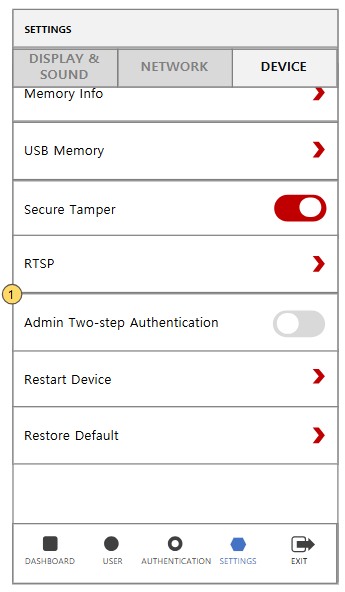 SETTINGS
DISPLAY &
SOUND
NETWORK
DEVICE
Memory Info
USB Memory
Secure Tamper
RTSP
1
Admin Two-step Authentication
Restart Device
Restore Default
DASHBOARD
USER
AUTHENTICATION
SETTINGS
EXIT